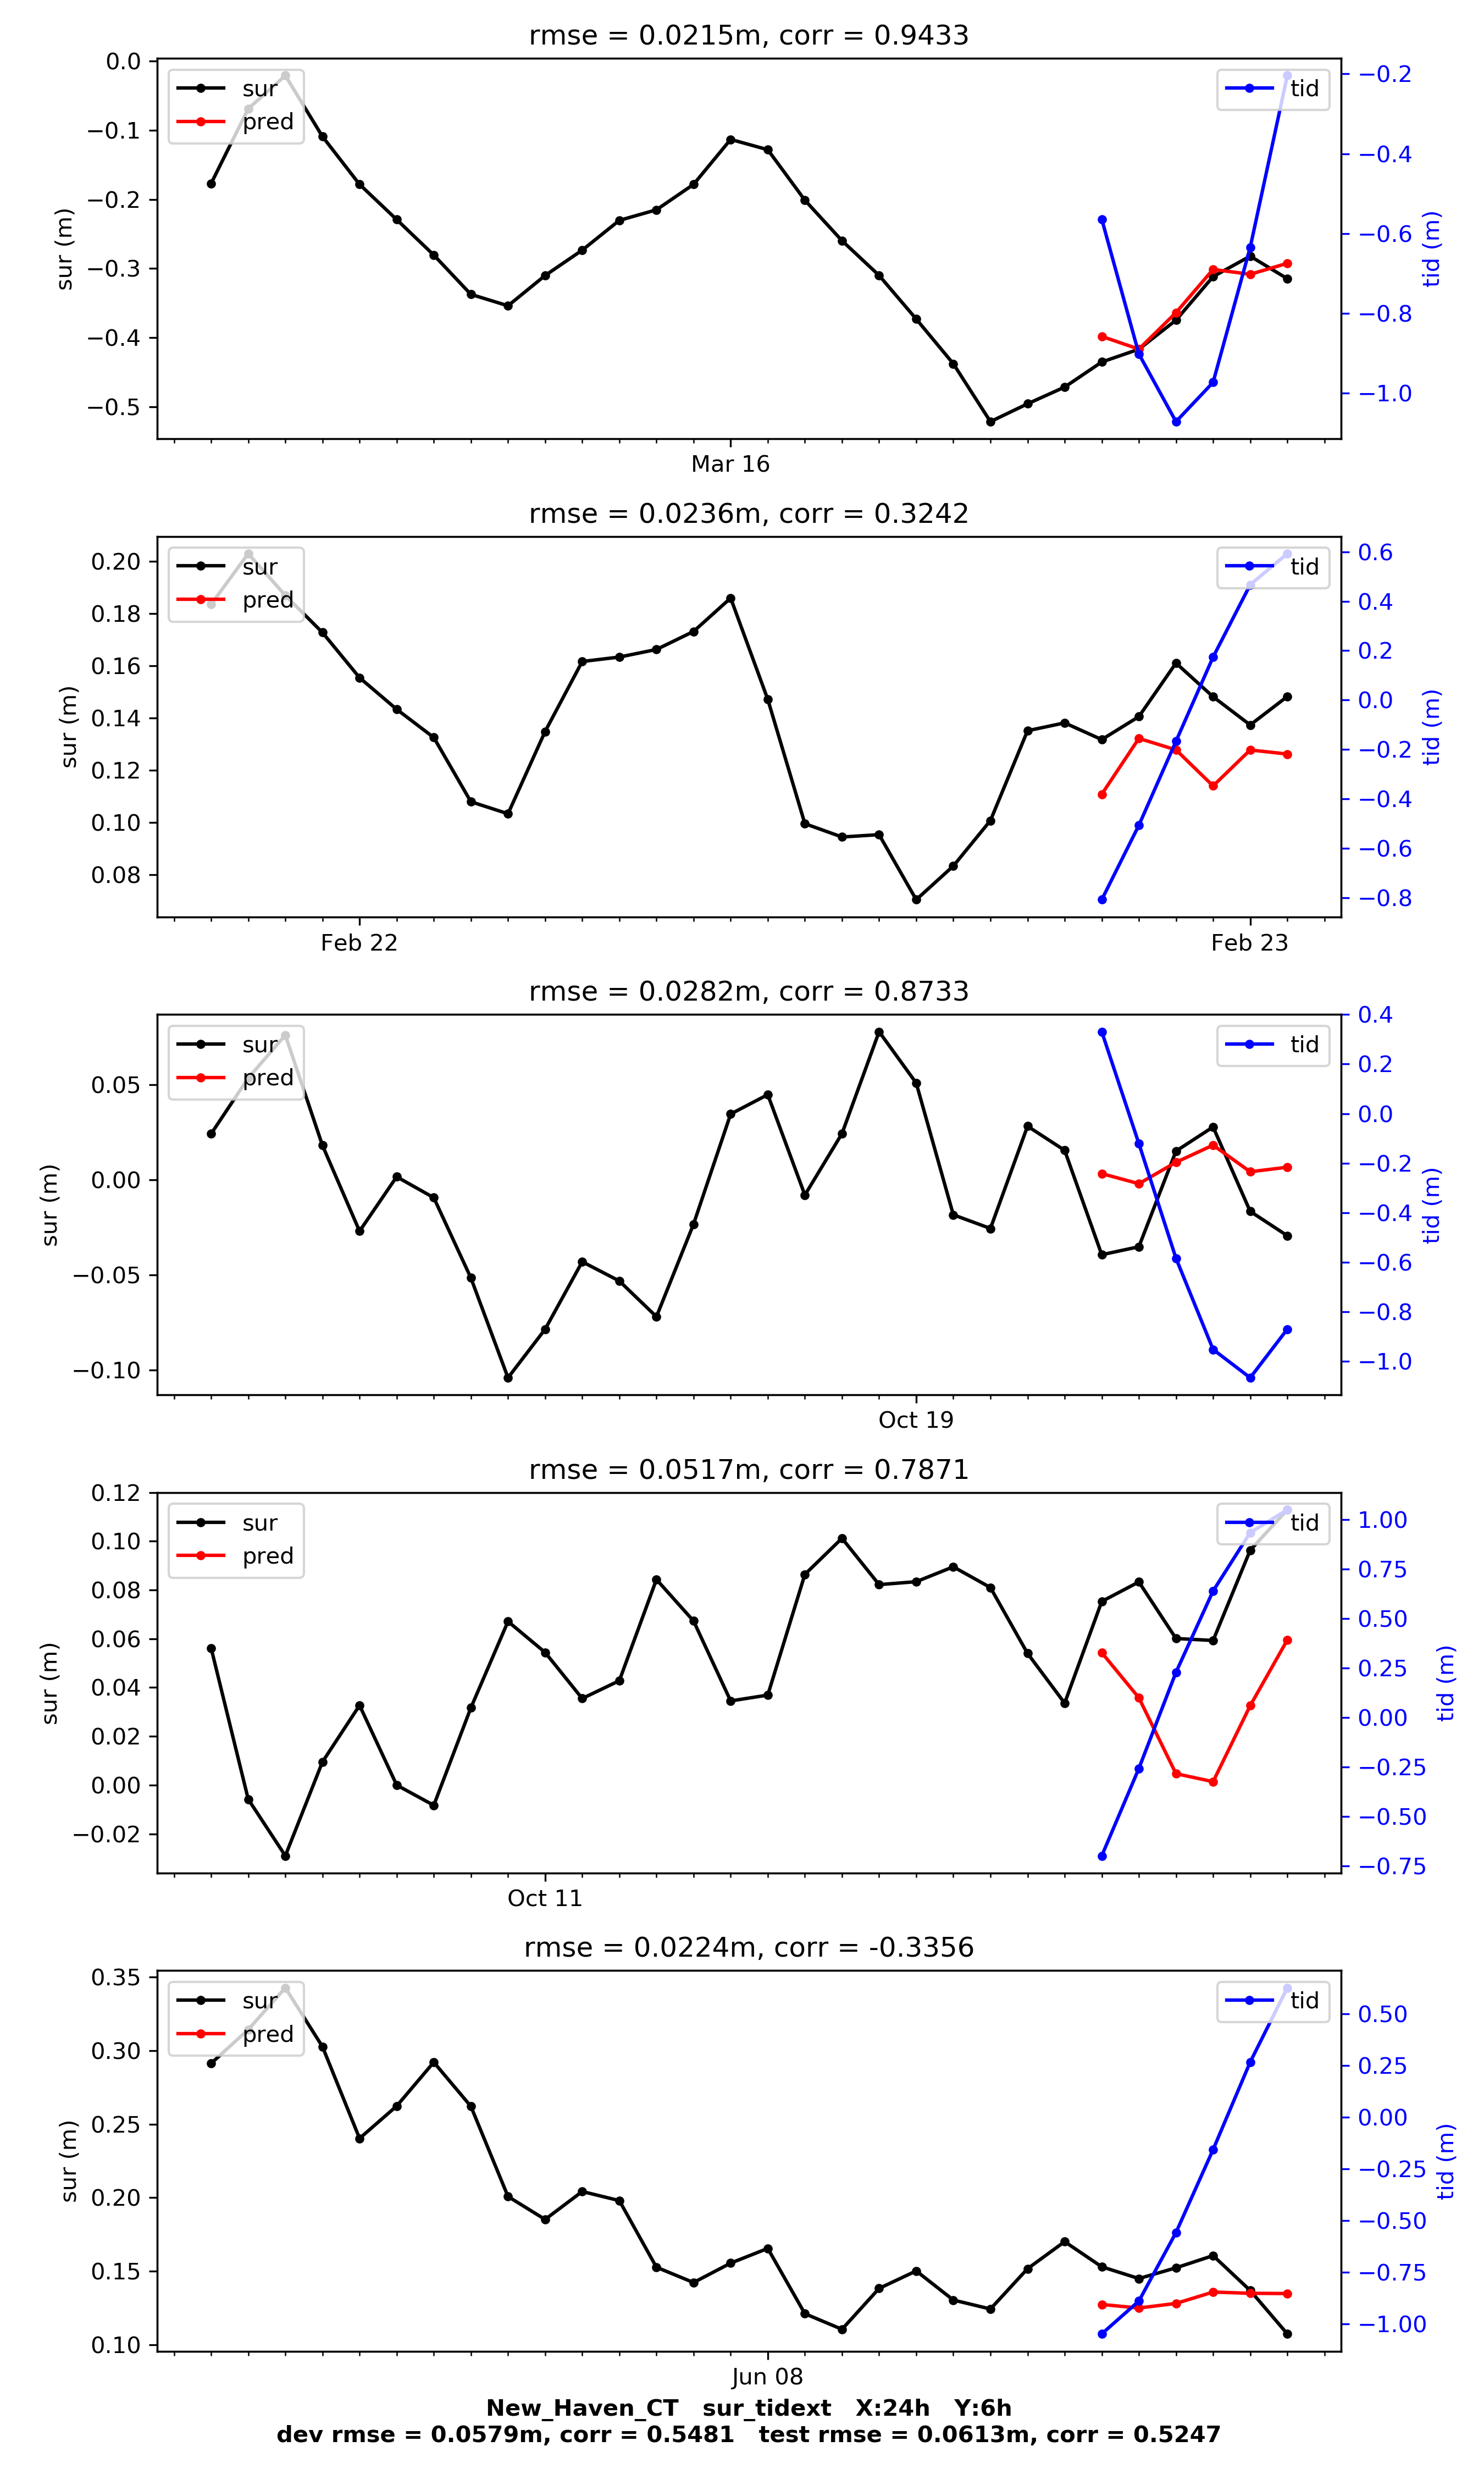 rmse = 0.0215m, corr = 0.9433
sur
pred
tid
0.0
−0.1
−0.2
−0.3
−0.4
−0.5
sur (m)
−0.2
−0.4
−0.6
−0.8
−1.0
tid (m)
Mar 16
rmse = 0.0236m, corr = 0.3242
sur
pred
tid
0.20
0.18
0.16
0.14
0.12
0.10
0.08
sur (m)
0.6
0.4
0.2
0.0
−0.2
−0.4
−0.6
−0.8
tid (m)
Feb 22
Feb 23
rmse = 0.0282m, corr = 0.8733
sur
pred
tid
0.05
0.00
−0.05
−0.10
sur (m)
0.4
0.2
0.0
−0.2
−0.4
−0.6
−0.8
−1.0
tid (m)
Oct 19
rmse = 0.0517m, corr = 0.7871
sur
pred
tid
0.12
0.10
0.08
0.06
0.04
0.02
0.00
−0.02
sur (m)
1.00
0.75
0.50
0.25
0.00
−0.25
−0.50
−0.75
tid (m)
Oct 11
rmse = 0.0224m, corr = -0.3356
sur
pred
tid
0.35
0.30
0.25
0.20
0.15
0.10
sur (m)
0.50
0.25
0.00
−0.25
−0.50
−0.75
−1.00
tid (m)
Jun 08
New_Haven_CT sur_tidext X:24h Y:6h
dev rmse = 0.0579m, corr = 0.5481 test rmse = 0.0613m, corr = 0.5247